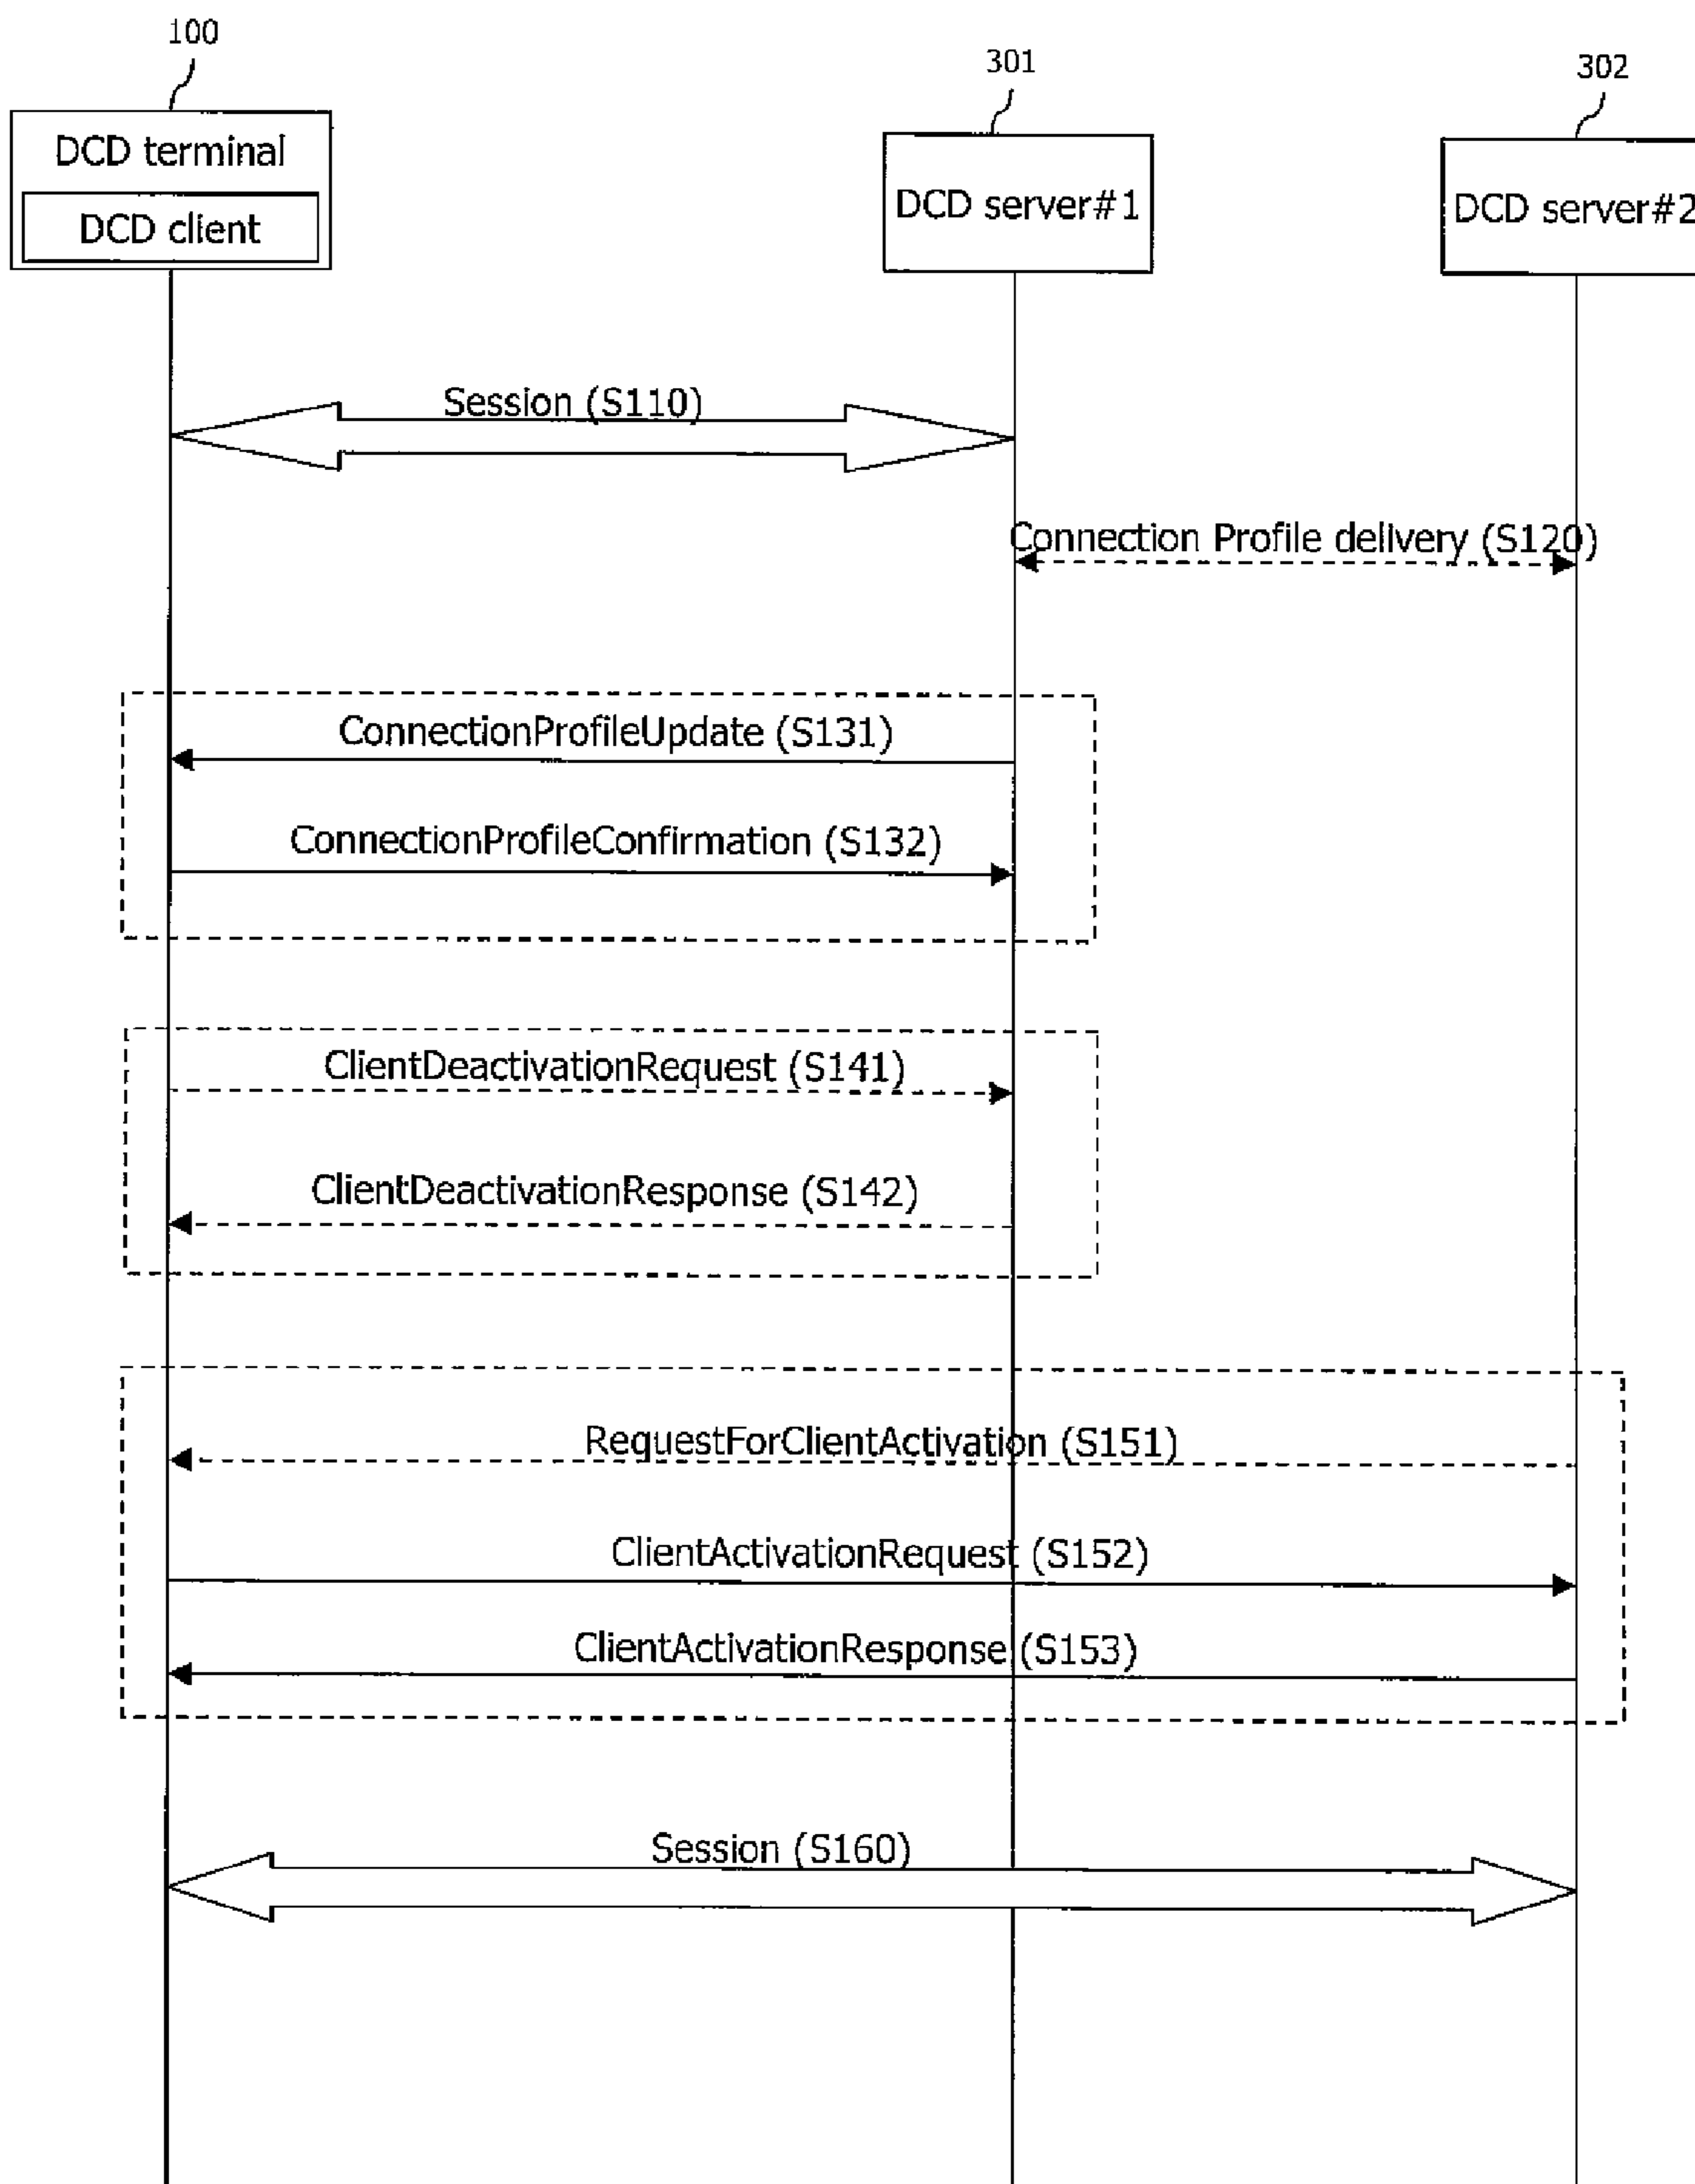 100
301
302
DCD terminal
DCD client
DCD server#1
DCD server#2
Session (S110)
Connection Profile delivery (S120)
ConnectionProfileUpdate (S131)
ConnectionProfileConfirmation (S132)
ClientDeactivationRequest (S141)
ClientDeactivationResponse (S142)
RequestForClientActivation (S151)
ClientActivationRequest (S152)
ClientActivationResponse (S153)
Session (S160)